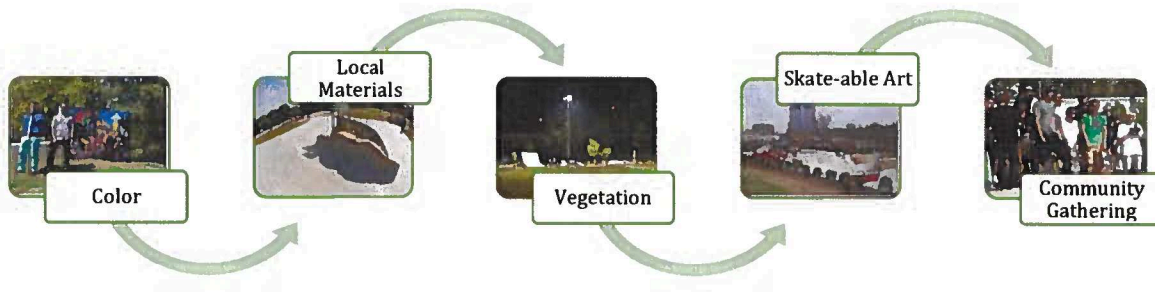 Color
Local
Materials
Vegetation
Skate-able Art
Community
Gathering